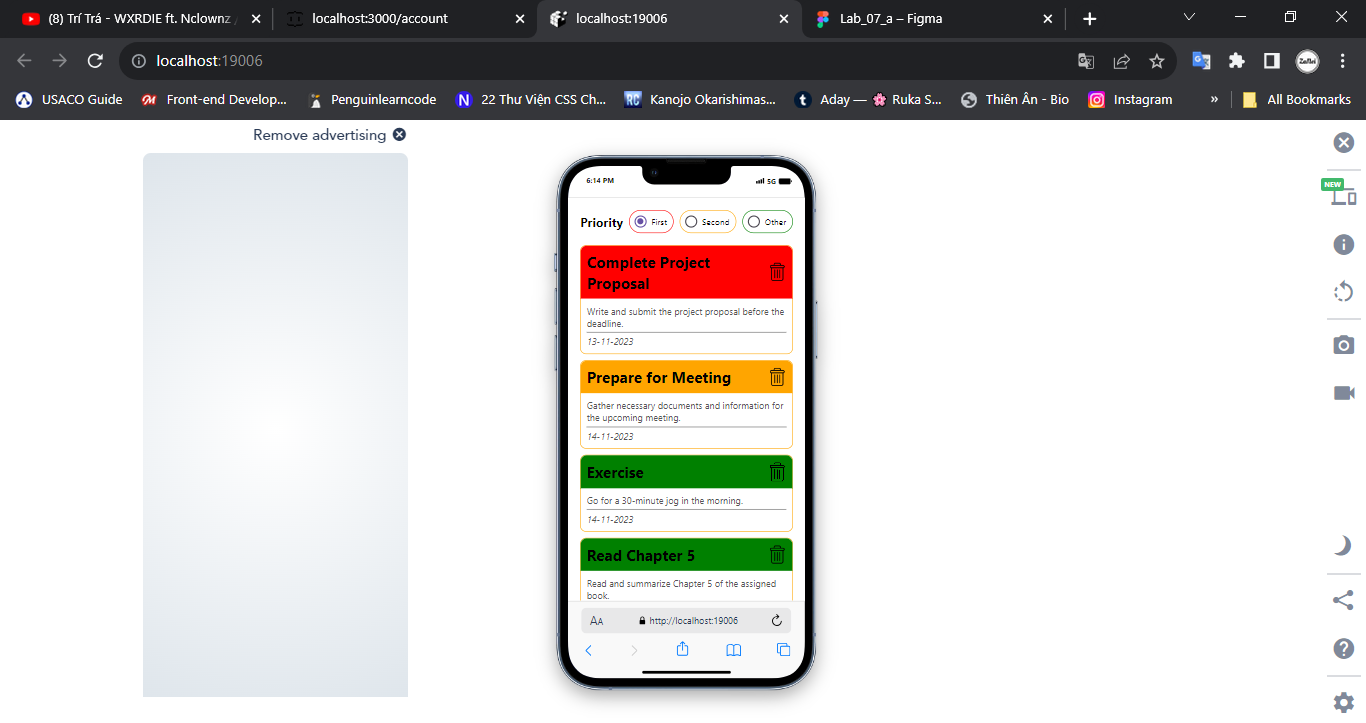 (8) Trí Trá - WXRDIE ft. Nclownz
localhost:3000/account
localhost:19006
Lab_07_a – Figma
localhost:19006
USACO Guide
Front-end Develop...
Penguinlearncode
22 Thư Viện CSS Ch...
Kanojo Okarishimas...
Aday — 🌸 Ruka S...
Thiên Ân - Bio
Instagram
»
All Bookmarks
Remove advertising
NEW
6:14 PM
5G
Priority
First
Second
Other
Complete Project
Proposal
Write and submit the project proposal before the
deadline.
13-11-2023
Prepare for Meeting
Gather necessary documents and information for
the upcoming meeting.
14-11-2023
Exercise
Go for a 30-minute jog in the morning.
14-11-2023
Read Chapter 5
Read and summarize Chapter 5 of the assigned
book.
AA
http://localhost:19006